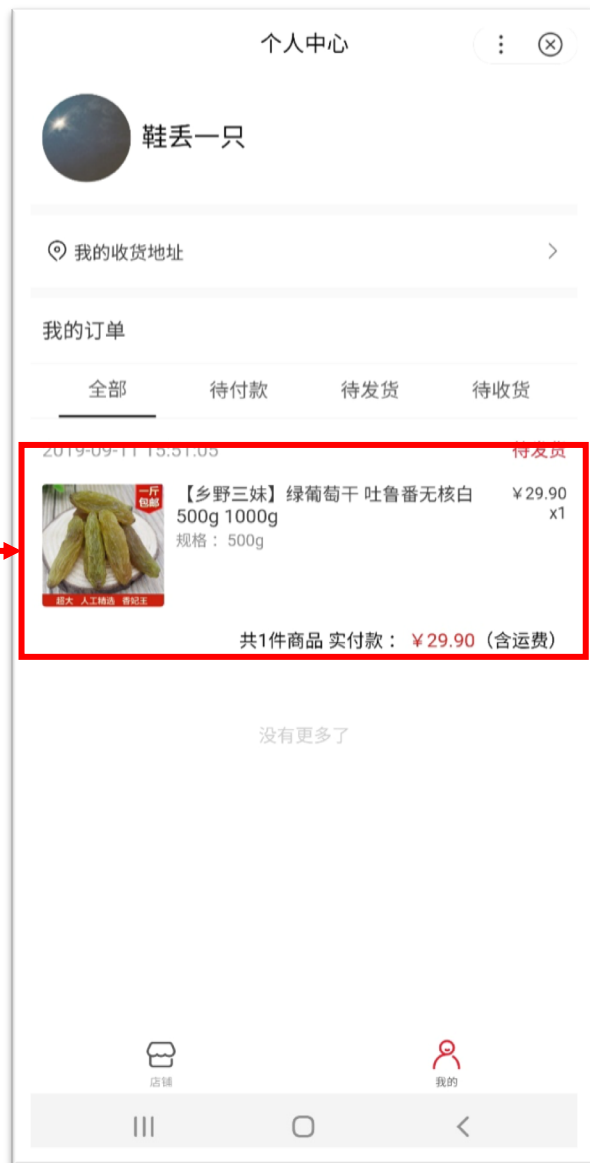 个人中心
鞋丢一只
我的收货地址
我的订单
全部 待付款 待发货 待收货
2019-09-11 15:51:05 待发货
【乡野三妹】绿葡萄干 吐鲁番无核白 ￥29.90
500g 1000g x1
规格： 500g
一斤
包邮
超大 人工精选 香妃王
共1件商品 实付款： ￥29.90（含运费）
没有更多了
店铺 我的